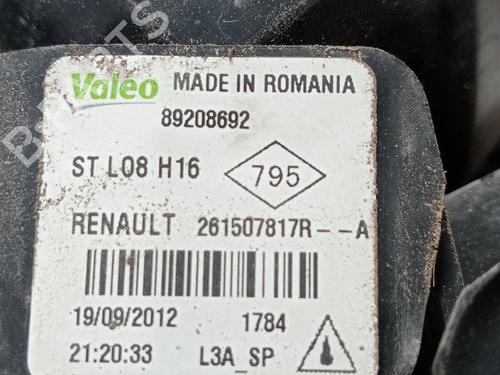 Valeo MADE IN ROMANIA
89208692
ST L08 H16 795
RENAULT 261507817R--A
19/09/2012 1784
21:20:33 L3A_SP